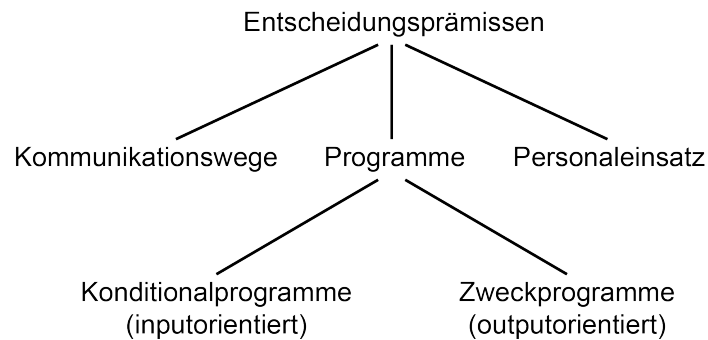 Entscheidungsprämissen
Kommunikationswege Programme Personaleinsatz
Konditionalprogramme Zweckprogramme
(inputorientiert) (outputorientiert)